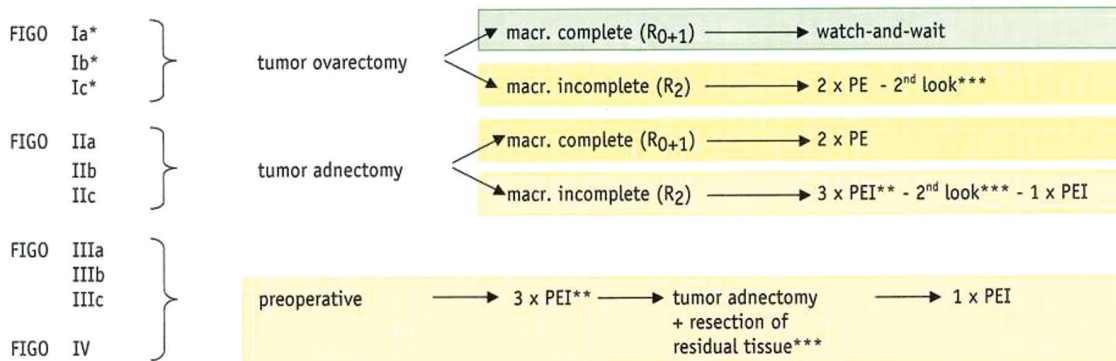 FIGO Ia* macr. complete (R0+1) watch-and-wait
Ib* tumor ovarectomy
Ic* macr. incomplete (R2) 2 x PE - 2nd look***
FIGO IIa macr. complete (R0+1) 2 x PE
IIb tumor adnectomy
IIc macr. incomplete (R2) 3 x PEI** - 2nd look*** - 1 x PEI
FIGO IIIa
IIIb
IIIc preoperative 3 x PEI** tumor adnectomy 1 x PEI
+ resection of
FIGO IV residual tissue***